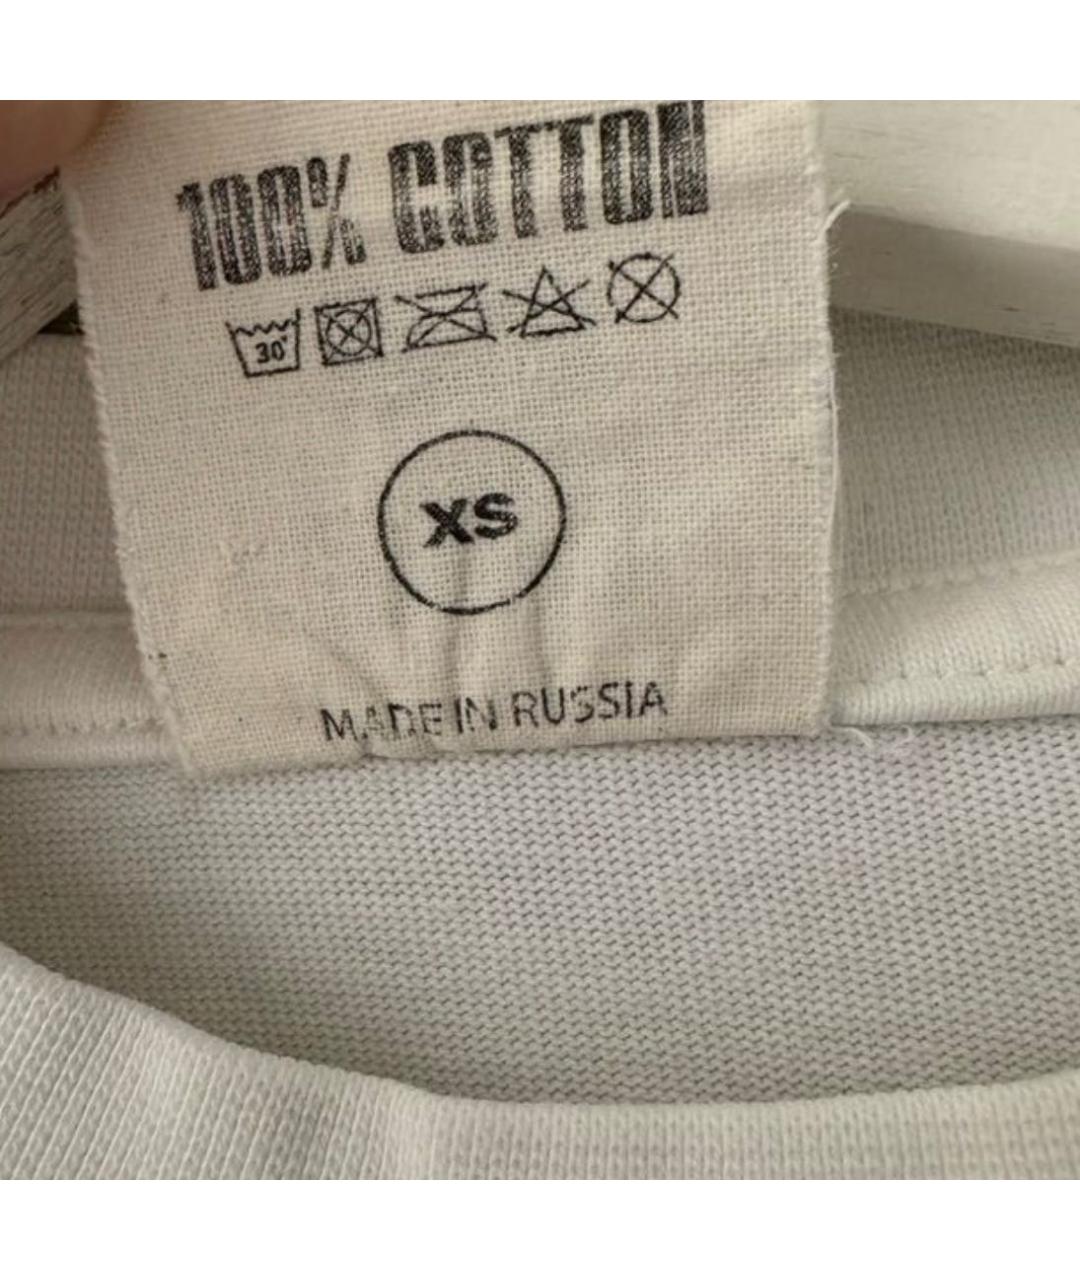 100% COTTON
30°
XS
MADE IN RUSSIA